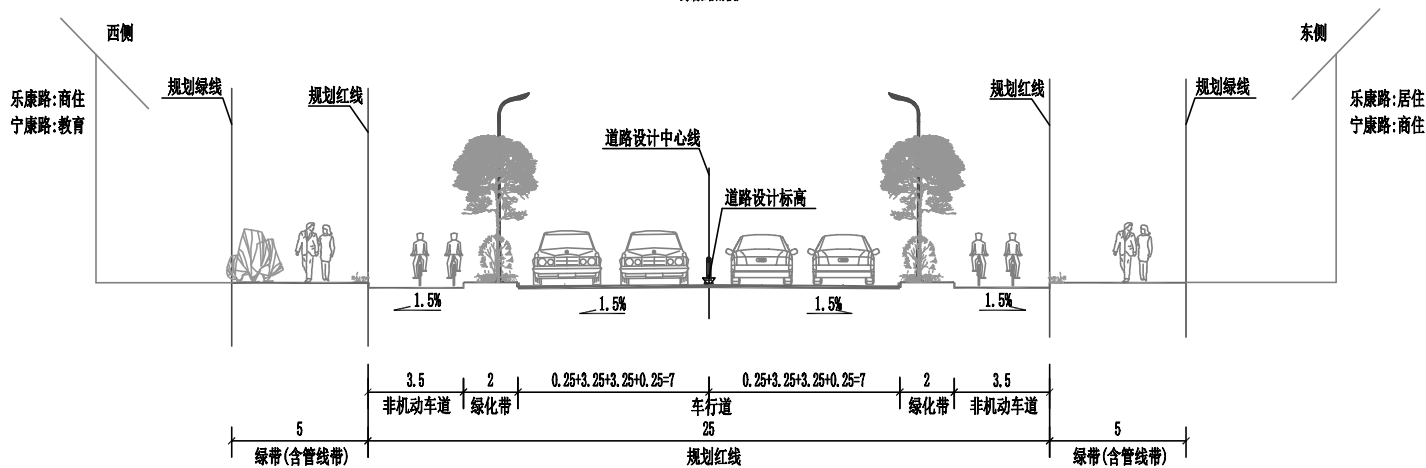 西侧
东侧
乐康路:商住
宁康路:教育
规划绿线
规划红线
道路设计中心线
道路设计标高
规划红线
规划绿线
乐康路:居住
宁康路:商住
1.5%
1.5%
1.5%
1.5%
3.5
2
0.25+3.25+3.25+0.25=7
0.25+3.25+3.25+0.25=7
2
3.5
非机动车道
绿化带
车行道
绿化带
非机动车道
5
25
5
绿带(含管线带)
规划红线
绿带(含管线带)